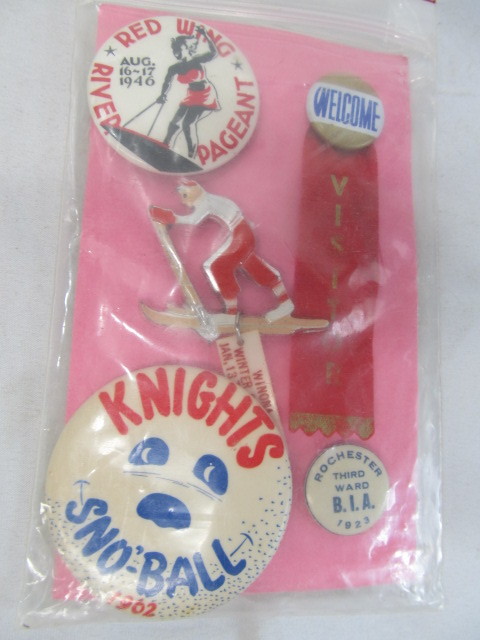 RED WING
AUG.
16~17
1946
RIVER PAGEANT
WELCOME
VISITOR
WINONA
WINTER
JAN. 13
KNIGHTS
SNO'-BALL
1962
ROCHESTER
THIRD
WARD
B.I.A.
1923